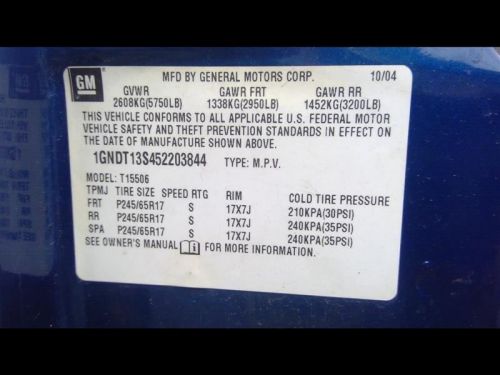 GM
MFD BY GENERAL MOTORS CORP. 10/04
GVWR GAWR FRT GAWR RR
2608KG(5750LB) 1338KG(2950LB) 1452KG(3200LB)
THIS VEHICLE CONFORMS TO ALL APPLICABLE U.S. FEDERAL MOTOR
VEHICLE SAFETY AND THEFT PREVENTION STANDARDS IN EFFECT ON
THE DATE OF MANUFACTURE SHOWN ABOVE.
1GNDT13S452203844 TYPE: M.P.V.
MODEL: T15506
TPMJ TIRE SIZE SPEED RTG RIM COLD TIRE PRESSURE
FRT P245/65R17 S 17X7J 210KPA(30PSI)
RR P245/65R17 S 17X7J 240KPA(35PSI)
SPA P245/65R17 S 17X7J 240KPA(35PSI)
SEE OWNER'S MANUAL FOR MORE INFORMATION.